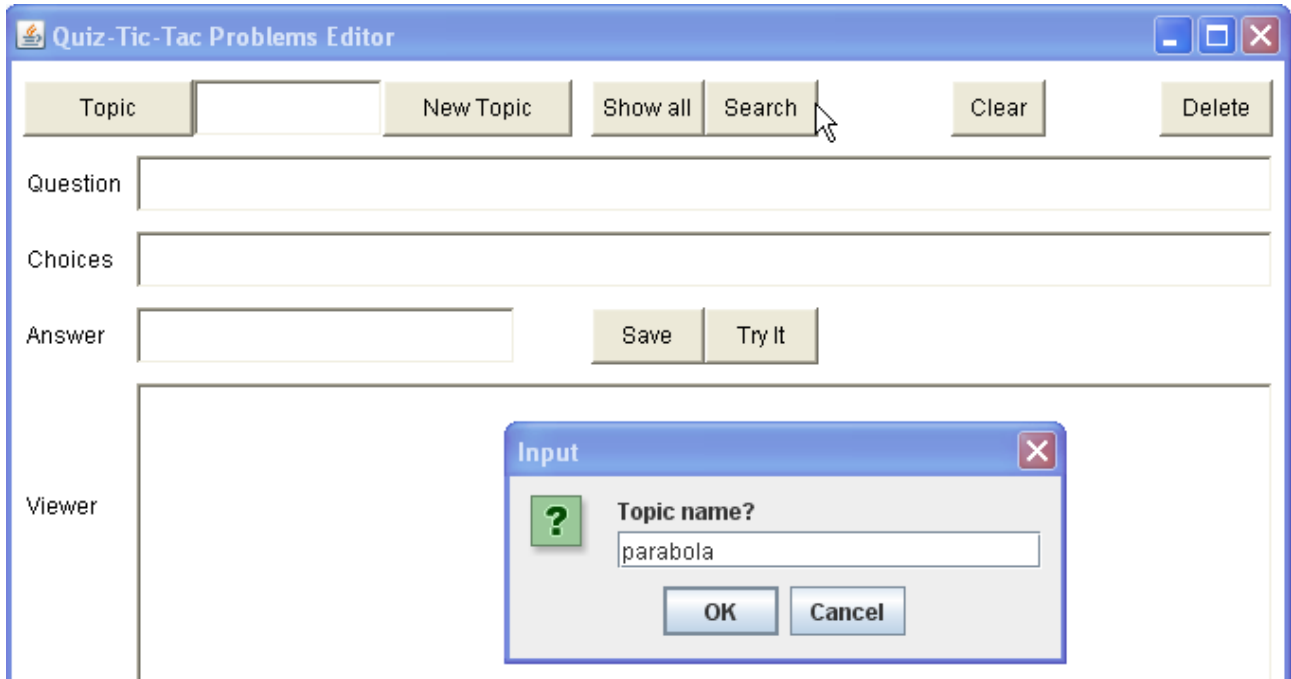 Quiz-Tic-Tac Problems Editor
Topic New Topic Show all Search Clear Delete
Question
Choices
Answer Save Try It
Viewer
Input
?
Topic name?
parabola
OK Cancel